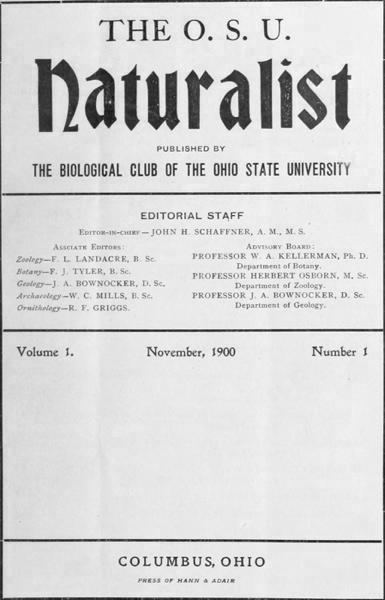 THE O. S. U.
Naturalist
PUBLISHED BY
THE BIOLOGICAL CLUB OF THE OHIO STATE UNIVERSITY
EDITORIAL STAFF
EDITOR-IN-CHIEF—JOHN H. SCHAFFNER, A. M., M. S.
ASSCIATE EDITORS:
Zoology—F. L. LANDACRE, B. Sc.
Botany—F. J. TYLER, B. Sc.
Geology—J. A. BOWNOCKER, D. Sc.
Archaeology—W. C. MILLS, B. Sc.
Ornithology—R. F. GRIGGS.
ADVISORY BOARD:
PROFESSOR W. A. KELLERMAN, Ph. D.
Department of Botany.
PROFESSOR HERBERT OSBORN, M. Sc.
Department of Zoology.
PROFESSOR J. A. BOWNOCKER, D. Sc.
Department of Geology.
Volume 1. November, 1900 Number 1
COLUMBUS, OHIO
PRESS OF HANN & ADAIR